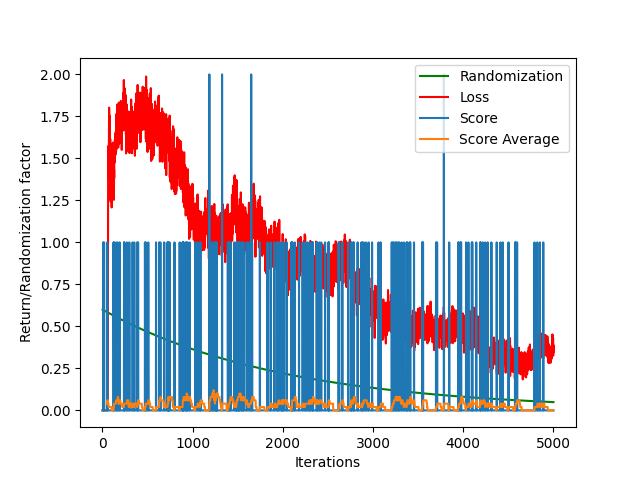 Randomization
Loss
Score
Score Average
2.00
1.75
1.50
1.25
1.00
0.75
0.50
0.25
0.00
Return/Randomization factor
0 1000 2000 3000 4000 5000
Iterations